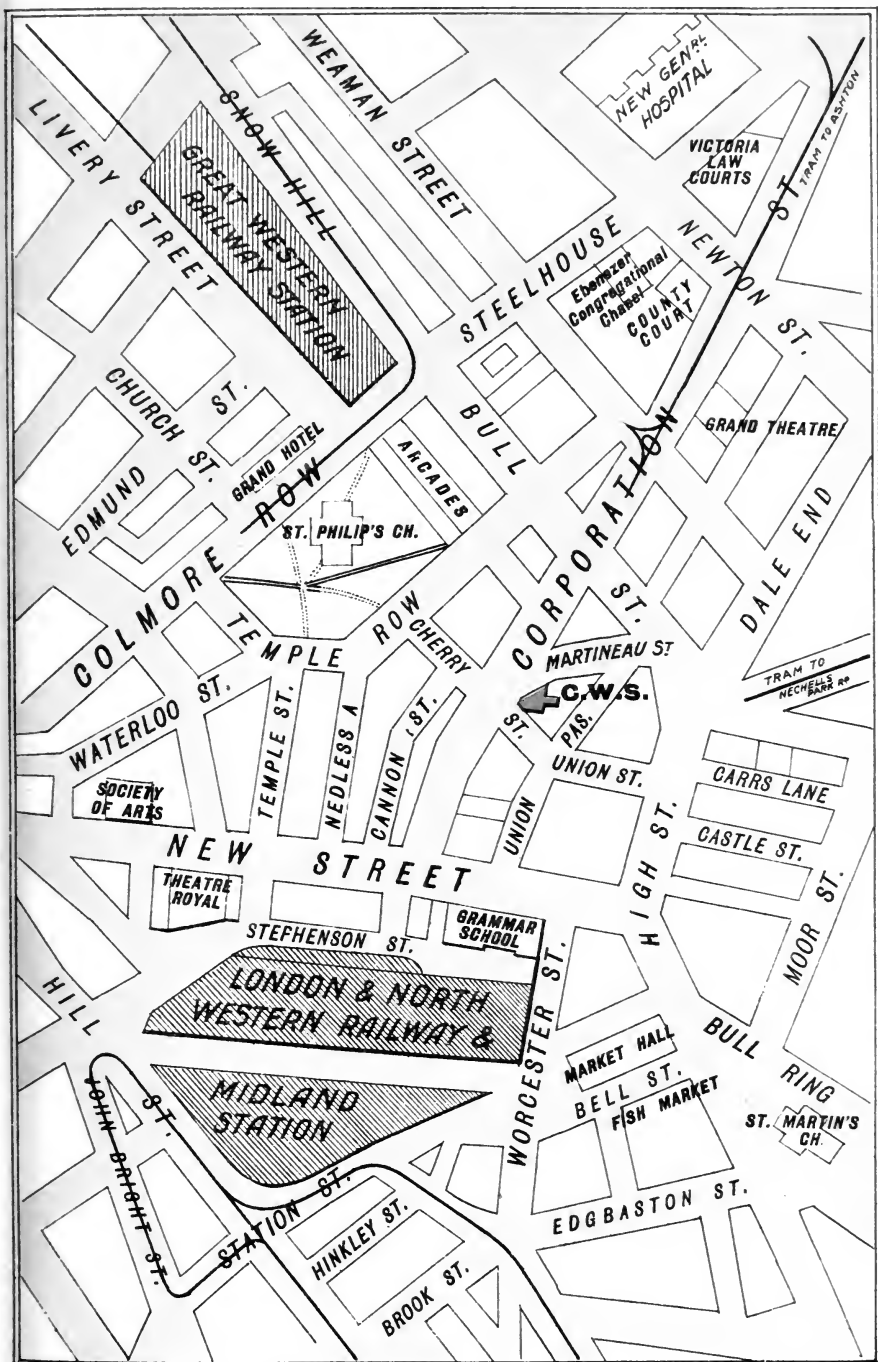 WEAMAN STREET
SNOW HILL
LIVERY STREET
GREAT WESTERN
RAILWAY STATION
NEW GENRL
HOSPITAL
VICTORIA
LAW
COURTS
TRAM TO ASHTON
NEWTON ST.
STEELHOUSE
Ebenezer
Congregational
Chapel
COUNTY
COURT
CORPORATION ST.
BULL ST.
GRAND THEATRE
DALE END
CHURCH ST.
EDMUND ST.
GRAND HOTEL
COLMORE ROW
ARCADES
ST. PHILIP'S CH.
TEMPLE ROW
CHERRY ST.
MARTINEAU ST
TRAM TO
NECHELLS
PARK RD
C.W.S.
WATERLOO ST.
TEMPLE ST.
NEDLESS A
CANNON ST.
UNION ST.
PAS.
UNION ST.
CARRS LANE
CASTLE ST.
HIGH ST.
MOOR ST.
SOCIETY
OF ARTS
NEW STREET
THEATRE
ROYAL
GRAMMAR
SCHOOL
STEPHENSON ST.
LONDON & NORTH
WESTERN RAILWAY &
MIDLAND
STATION
WORCESTER ST.
HILL ST.
JOHN BRIGHT ST.
MARKET HALL
BELL ST.
FISH MARKET
BULL RING
ST. MARTIN'S
CH.
STATION ST.
HINKLEY ST.
BROOK ST.
EDGBASTON ST.